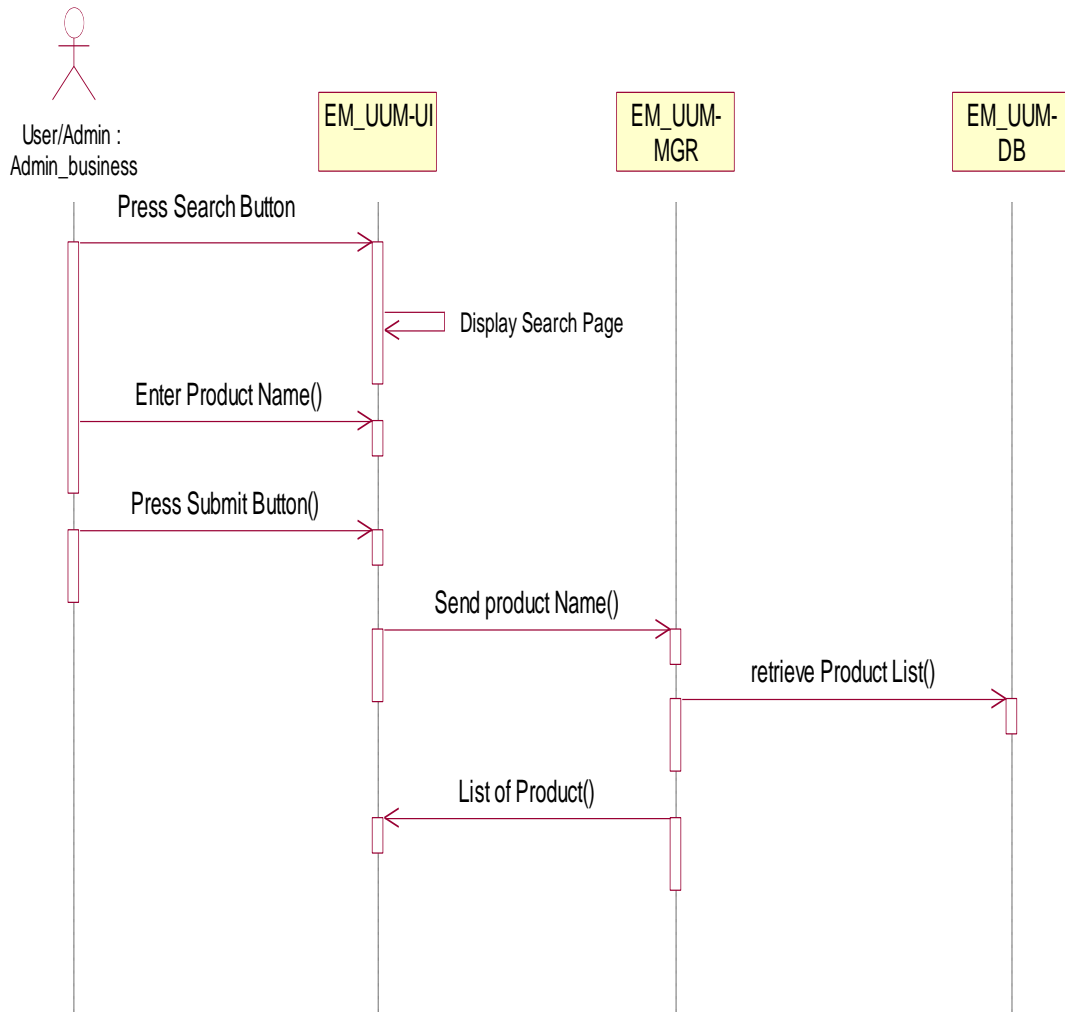 User/Admin :
Admin_business
EM_UUM-UI
EM_UUM-
MGR
EM_UUM-
DB
Press Search Button
Display Search Page
Enter Product Name()
Press Submit Button()
Send product Name()
retrieve Product List()
List of Product()